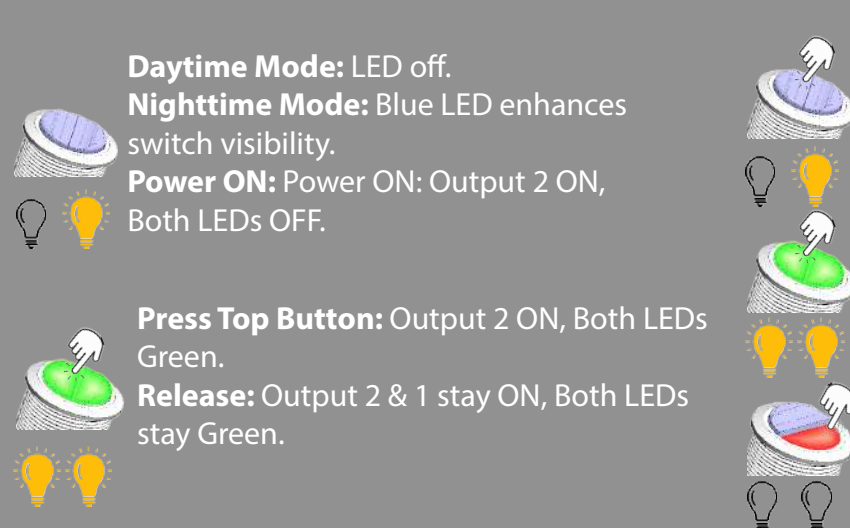 Daytime Mode: LED off.
Nighttime Mode: Blue LED enhances
switch visibility.
Power ON: Power ON: Output 2 ON,
Both LEDs OFF.
Press Top Button: Output 2 ON, Both LEDs
Green.
Release: Output 2 & 1 stay ON, Both LEDs
stay Green.